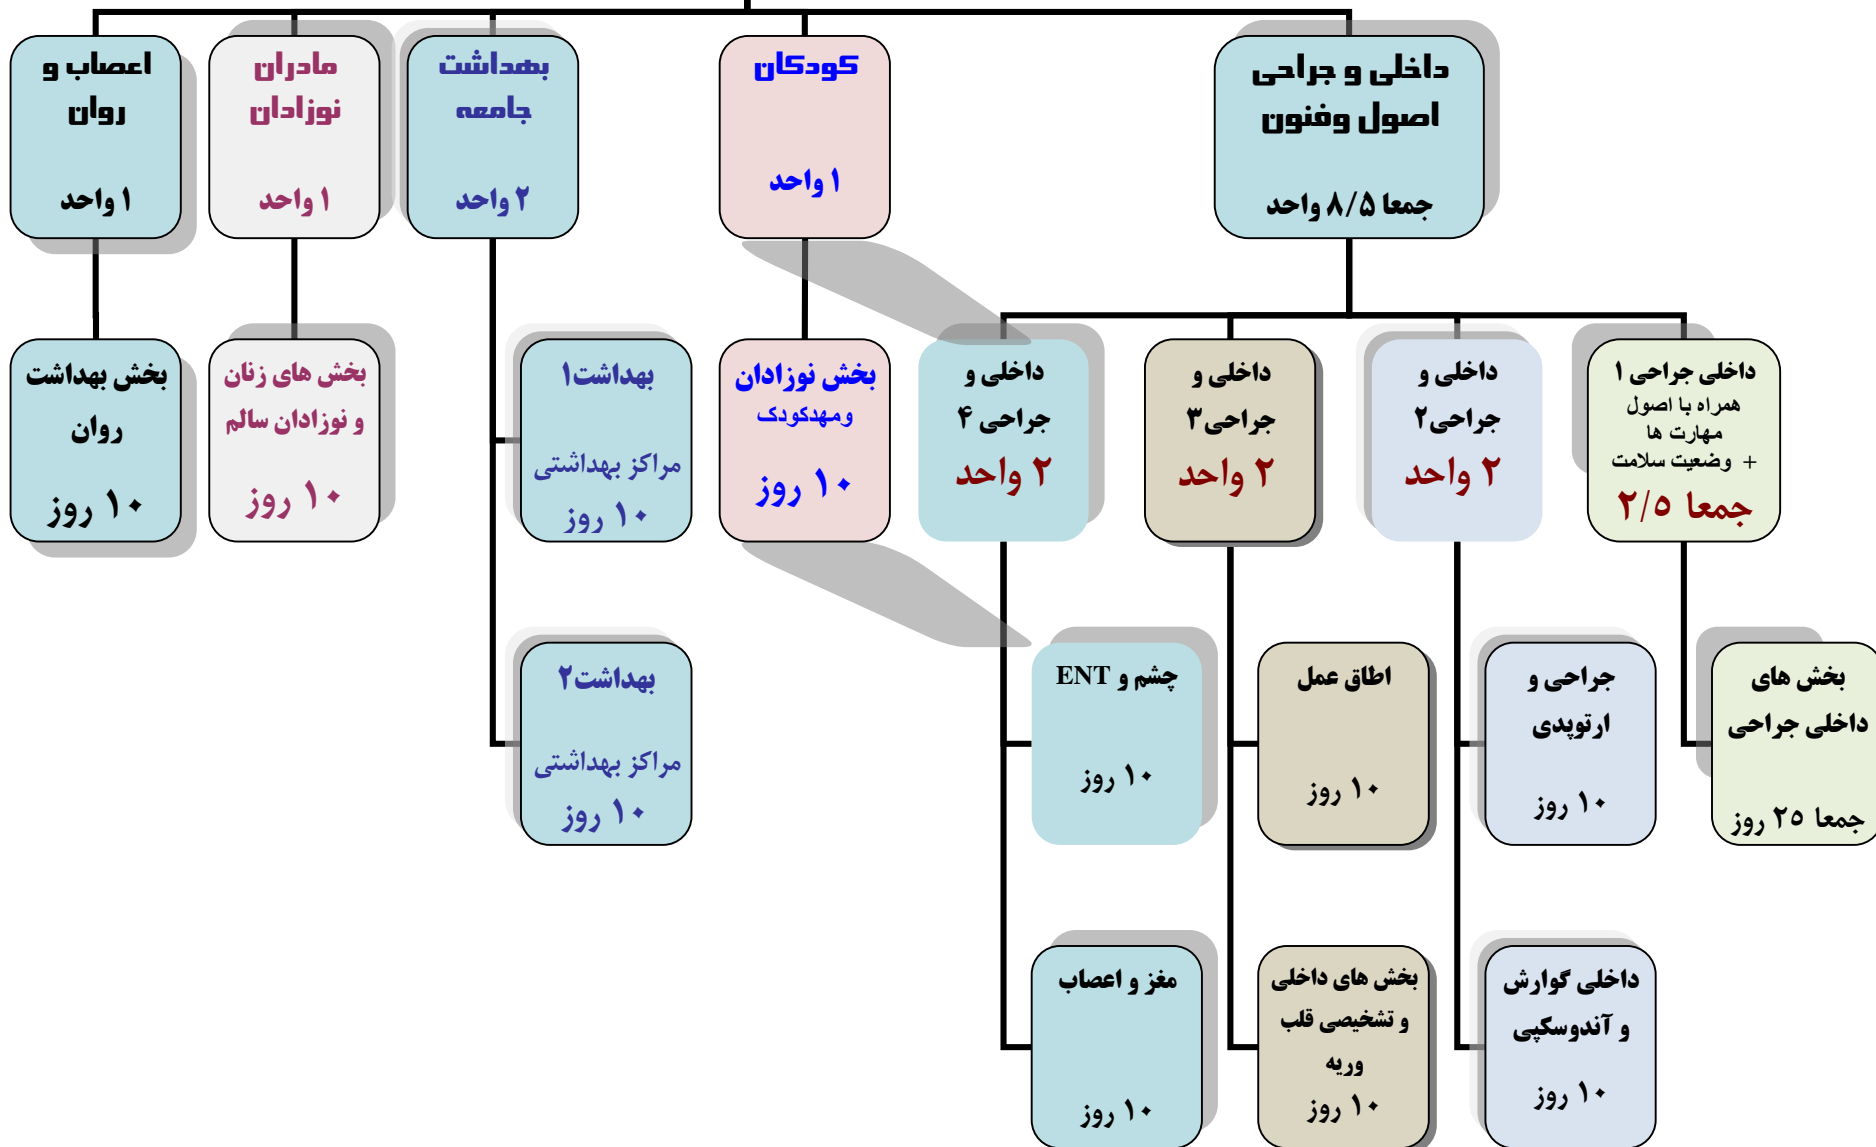 داخلی و جراحی
اصول وفنون
جمعا ۸/۵ واحد
کودکان
۱ واحد
بهداشت
جامعه
۲ واحد
مادران
نوزادان
۱ واحد
اعصاب و
روان
۱ واحد
داخلی جراحی ۱
همراه با اصول
مهارت ها
+ وضعیت سلامت
جمعا ۲/۵
داخلی و
جراحی۲
۲ واحد
داخلی و
جراحی۳
۲ واحد
داخلی و
جراحی ۴
۲ واحد
بخش نوزادان
ومهدکودک
۱۰ روز
بهداشت۱
مراکز بهداشتی
۱۰ روز
بخش های زنان
و نوزادان سالم
۱۰ روز
بخش بهداشت
روان
۱۰ روز
بخش های
داخلی جراحی
جمعا ۲۵ روز
جراحی و
ارتوپدی
۱۰ روز
اطاق عمل
۱۰ روز
چشم و ENT
۱۰ روز
بهداشت۲
مراکز بهداشتی
۱۰ روز
داخلی گوارش
و آندوسکپی
۱۰ روز
بخش های داخلی
و تشخیصی قلب
وریه
۱۰ روز
مغز و اعصاب
۱۰ روز